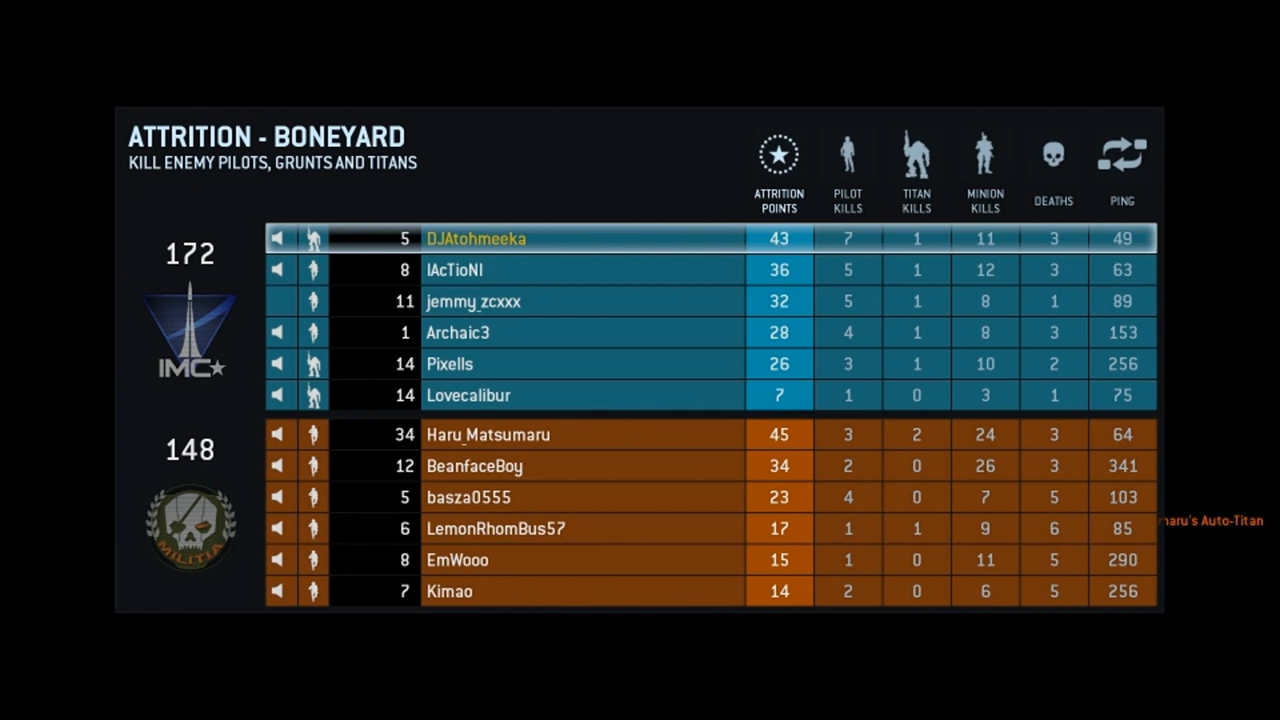 ATTRITION - BONEYARD
KILL ENEMY PILOTS, GRUNTS AND TITANS
ATTRITION POINTS PILOT KILLS TITAN KILLS MINION KILLS DEATHS PING
172
IMC
5 DJAtohmeeka 43 7 1 11 3 49
8 IAcTioNI 36 5 1 12 3 63
11 jemmy_zcxxx 32 5 1 8 1 89
1 Archaic3 28 4 1 8 3 153
14 Pixells 26 3 1 10 2 256
14 Lovecalibur 7 1 0 3 1 75
148
MILITIA
34 Haru_Matsumaru 45 3 2 24 3 64
12 BeanfaceBoy 34 2 0 26 3 341
5 basza0555 23 4 0 7 5 103
6 LemonRhomBus57 17 1 1 9 6 85
8 EmWooo 15 1 0 11 5 290
7 Kimao 14 2 0 6 5 256
maru's Auto-Titan